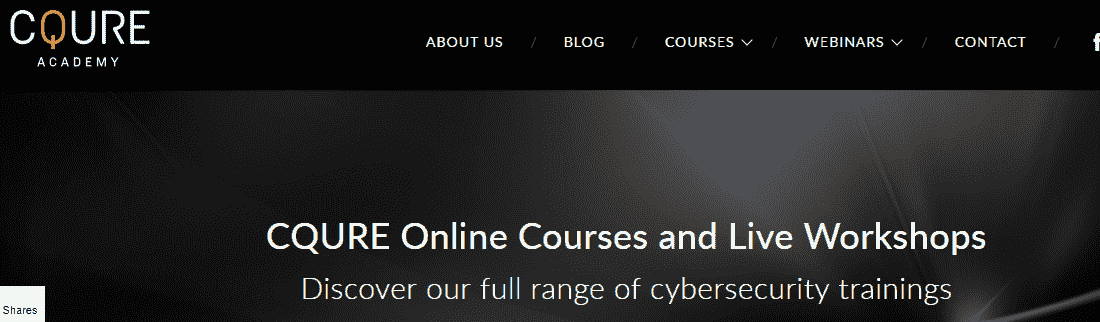 CQURE
ACADEMY
ABOUT US / BLOG / COURSES / WEBINARS / CONTACT /
CQURE Online Courses and Live Workshops
Discover our full range of cybersecurity trainings
Shares